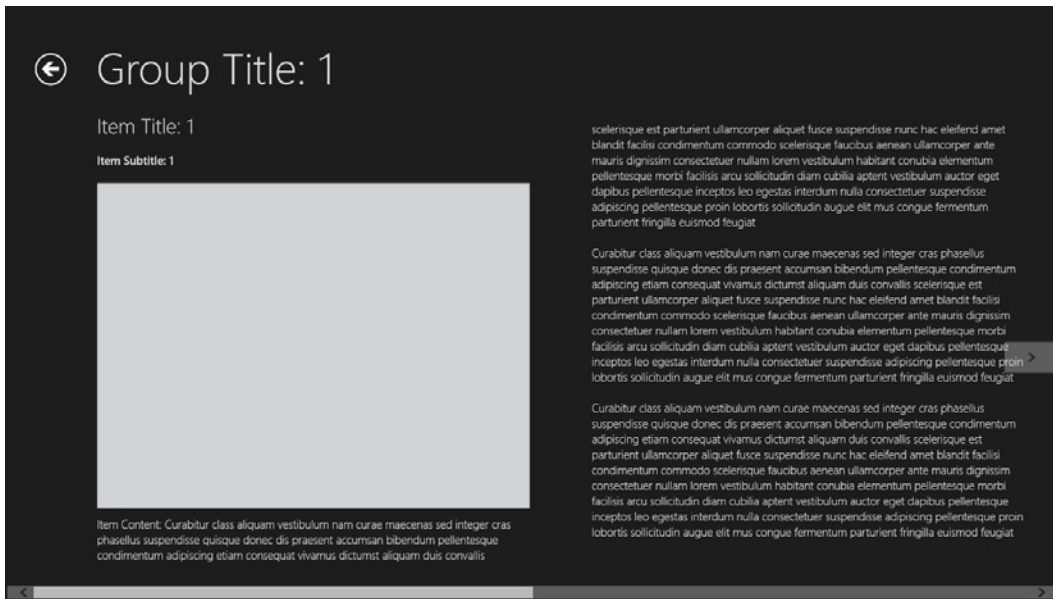 Group Title: 1
Item Title: 1
Item Subtitle: 1
Item Content: Curabitur class aliquam vestibulum nam curae maecenas sed integer cras
phasellus suspendisse quisque donec dis praesent accumsan bibendum pellentesque
condimentum adipiscing etiam consequat vivamus dictumst aliquam duis convallis
scelerisque est parturient ullamcorper aliquet fusce suspendisse nunc hac eleifend amet
blandit facilisi condimentum commodo scelerisque faucibus aenean ullamcorper ante
mauris dignissim consectetuer nullam lorem vestibulum habitant conubia elementum
pellentesque morbi facilisis arcu sollicitudin diam cubilia aptent vestibulum auctor eget
dapibus pellentesque inceptos leo egestas interdum nulla consectetuer suspendisse
adipiscing pellentesque proin lobortis sollicitudin augue elit mus congue fermentum
parturient fringilla euismod feugiat
Curabitur class aliquam vestibulum nam curae maecenas sed integer cras phasellus
suspendisse quisque donec dis praesent accumsan bibendum pellentesque condimentum
adipiscing etiam consequat vivamus dictumst aliquam duis convallis scelerisque est
parturient ullamcorper aliquet fusce suspendisse nunc hac eleifend amet blandit facilisi
condimentum commodo scelerisque faucibus aenean ullamcorper ante mauris dignissim
consectetuer nullam lorem vestibulum habitant conubia elementum pellentesque morbi
facilisis arcu sollicitudin diam cubilia aptent vestibulum auctor eget dapibus pellentesque
inceptos leo egestas interdum nulla consectetuer suspendisse adipiscing pellentesque proin
lobortis sollicitudin augue elit mus congue fermentum parturient fringilla euismod feugiat
Curabitur class aliquam vestibulum nam curae maecenas sed integer cras phasellus
suspendisse quisque donec dis praesent accumsan bibendum pellentesque condimentum
adipiscing etiam consequat vivamus dictumst aliquam duis convallis scelerisque est
parturient ullamcorper aliquet fusce suspendisse nunc hac eleifend amet blandit facilisi
condimentum commodo scelerisque faucibus aenean ullamcorper ante mauris dignissim
consectetuer nullam lorem vestibulum habitant conubia elementum pellentesque morbi
facilisis arcu sollicitudin diam cubilia aptent vestibulum auctor eget dapibus pellentesque
inceptos leo egestas interdum nulla consectetuer suspendisse adipiscing pellentesque proin
lobortis sollicitudin augue elit mus congue fermentum parturient fringilla euismod feugiat